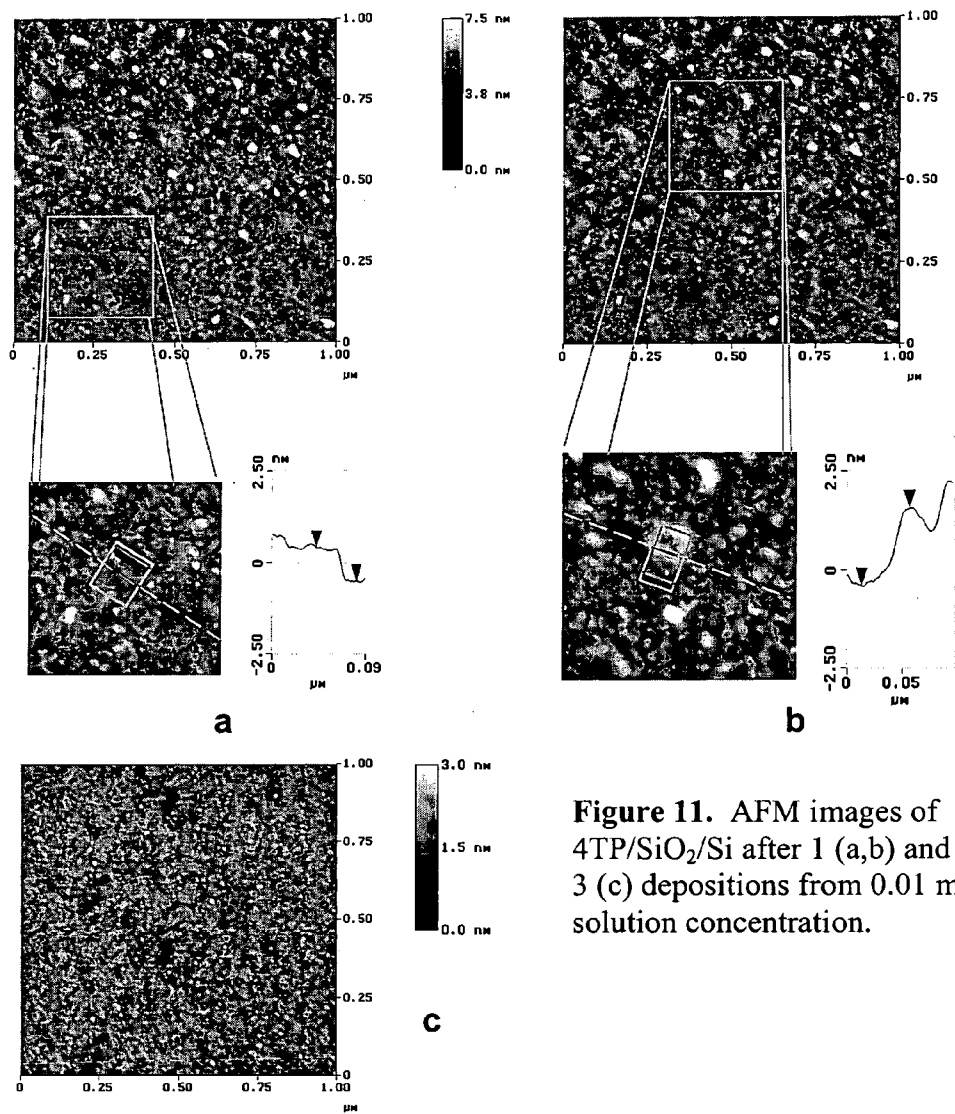 1.00
0.75
0.50
0.25
0
0 0.25 0.50 0.75 1.00
μM
7.5 nM
3.8 nM
0.0 nM
1.00
0.75
0.50
0.25
0
0 0.25 0.50 0.75 1.00
μM
nM
2.50
0
-2.50
0 0.09
μM
a
nM
2.50
0
-2.50
0 0.05
μM
b
1.00
0.75
0.50
0.25
0
0 0.25 0.50 0.75 1.00
μM
3.0 nM
1.5 nM
0.0 nM
c
Figure 11. AFM images of
4TP/SiO₂/Si after 1 (a,b) and
3 (c) depositions from 0.01 m
solution concentration.